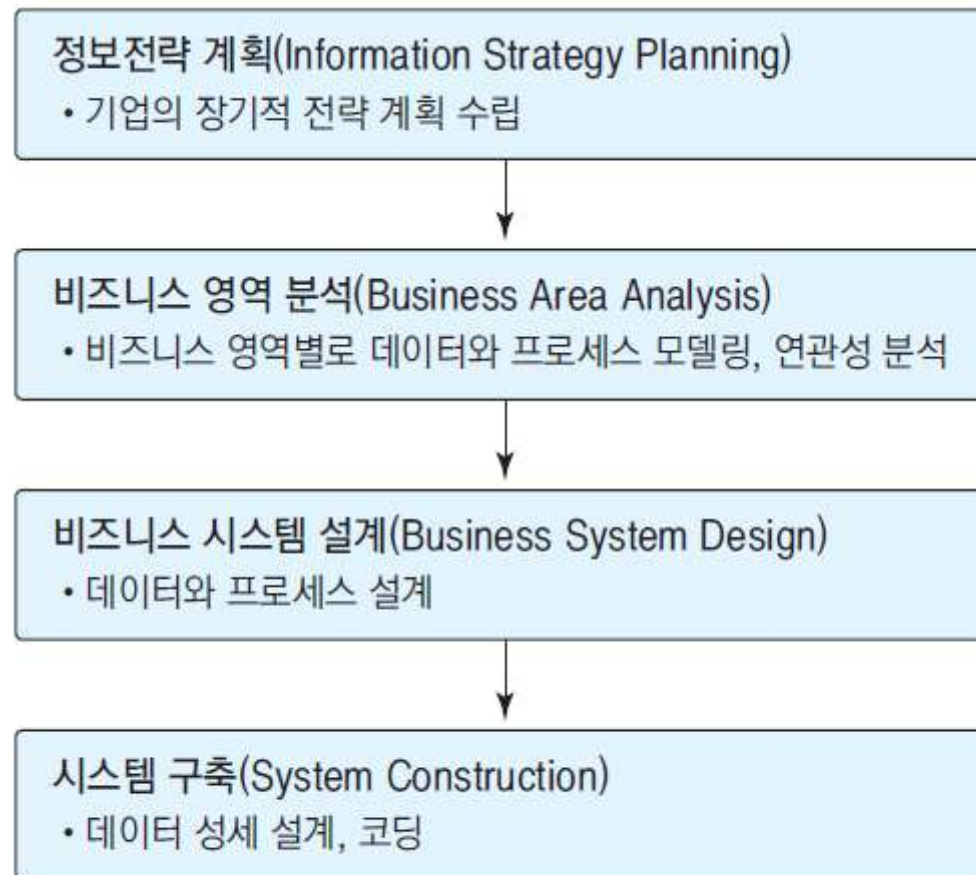 정보전략 계획(Information Strategy Planning)
• 기업의 장기적 전략 계획 수립
비즈니스 영역 분석(Business Area Analysis)
• 비즈니스 영역별로 데이터와 프로세스 모델링, 연관성 분석
비즈니스 시스템 설계(Business System Design)
• 데이터와 프로세스 설계
시스템 구축(System Construction)
• 데이터 성세 설계, 코딩